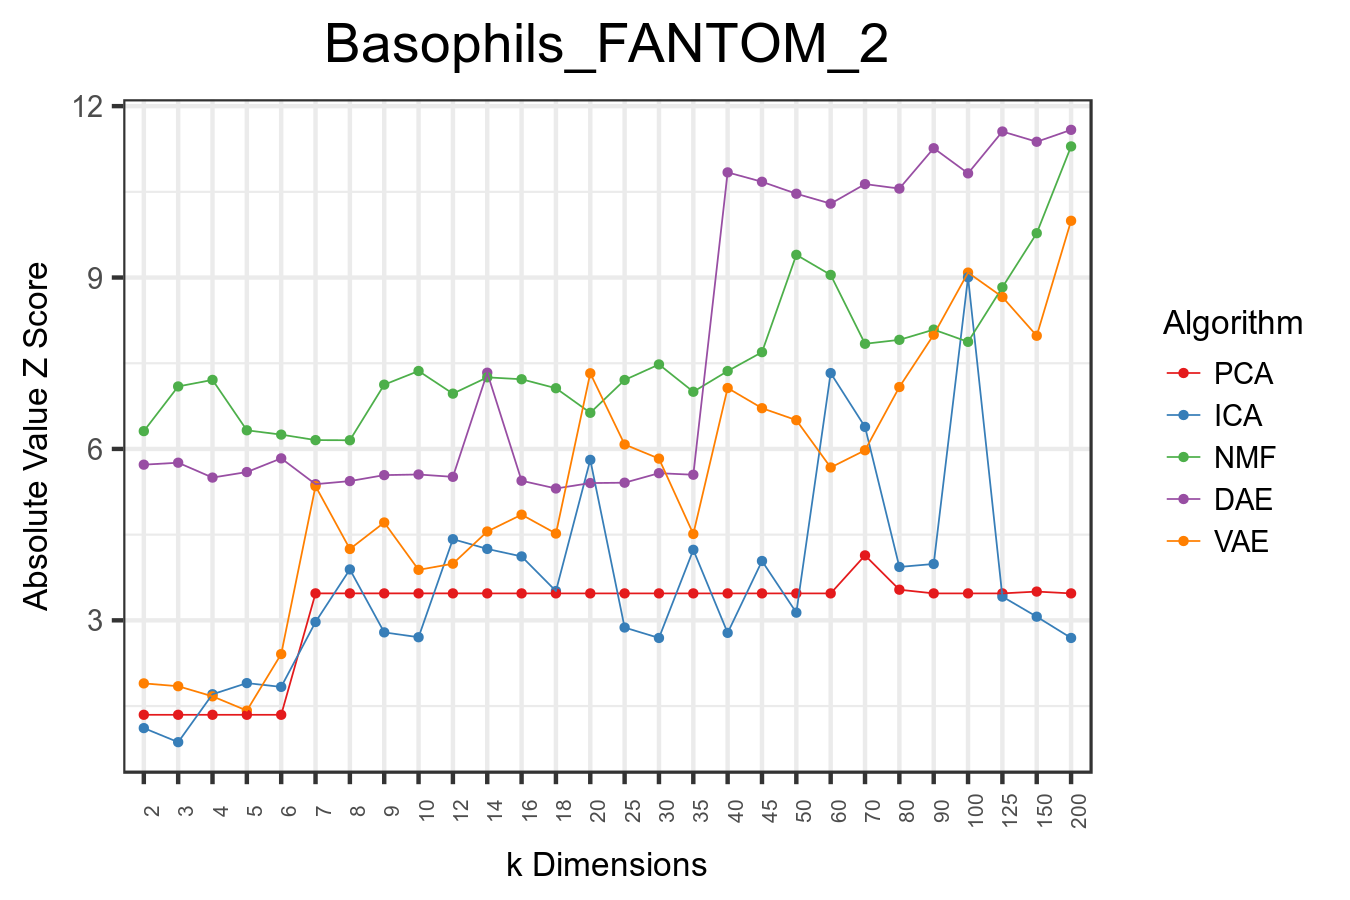 Basophils_FANTOM_2
Absolute Value Z Score
12
9
6
3
2 3 4 5 6 7 8 9 10 12 14 16 18 20 25 30 35 40 45 50 60 70 80 90 100 125 150 200
k Dimensions
Algorithm
PCA
ICA
NMF
DAE
VAE